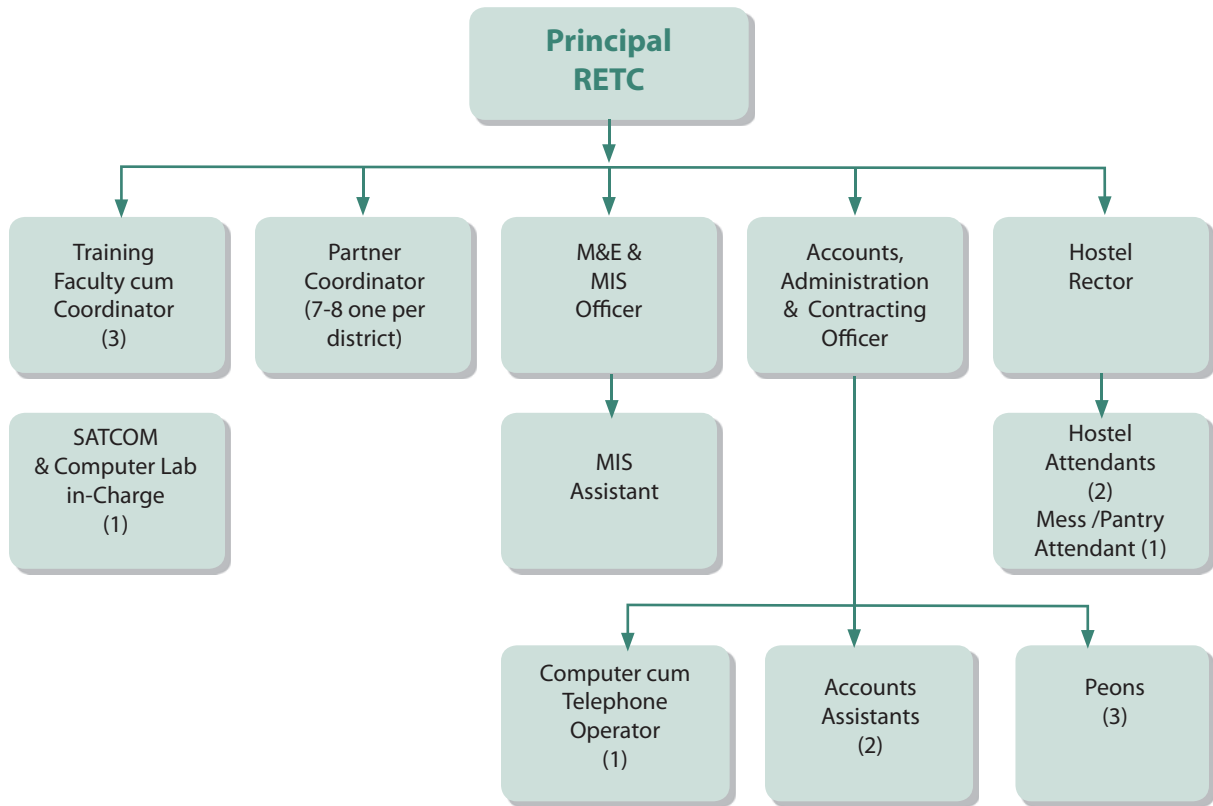 Principal
RETC
Training
Faculty cum
Coordinator
(3)
Partner
Coordinator
(7-8 one per
district)
M&E &
MIS
Officer
Accounts,
Administration
& Contracting
Officer
Hostel
Rector
SATCOM
& Computer Lab
in-Charge
(1)
MIS
Assistant
Hostel
Attendants
(2)
Mess /Pantry
Attendant (1)
Computer cum
Telephone
Operator
(1)
Accounts
Assistants
(2)
Peons
(3)